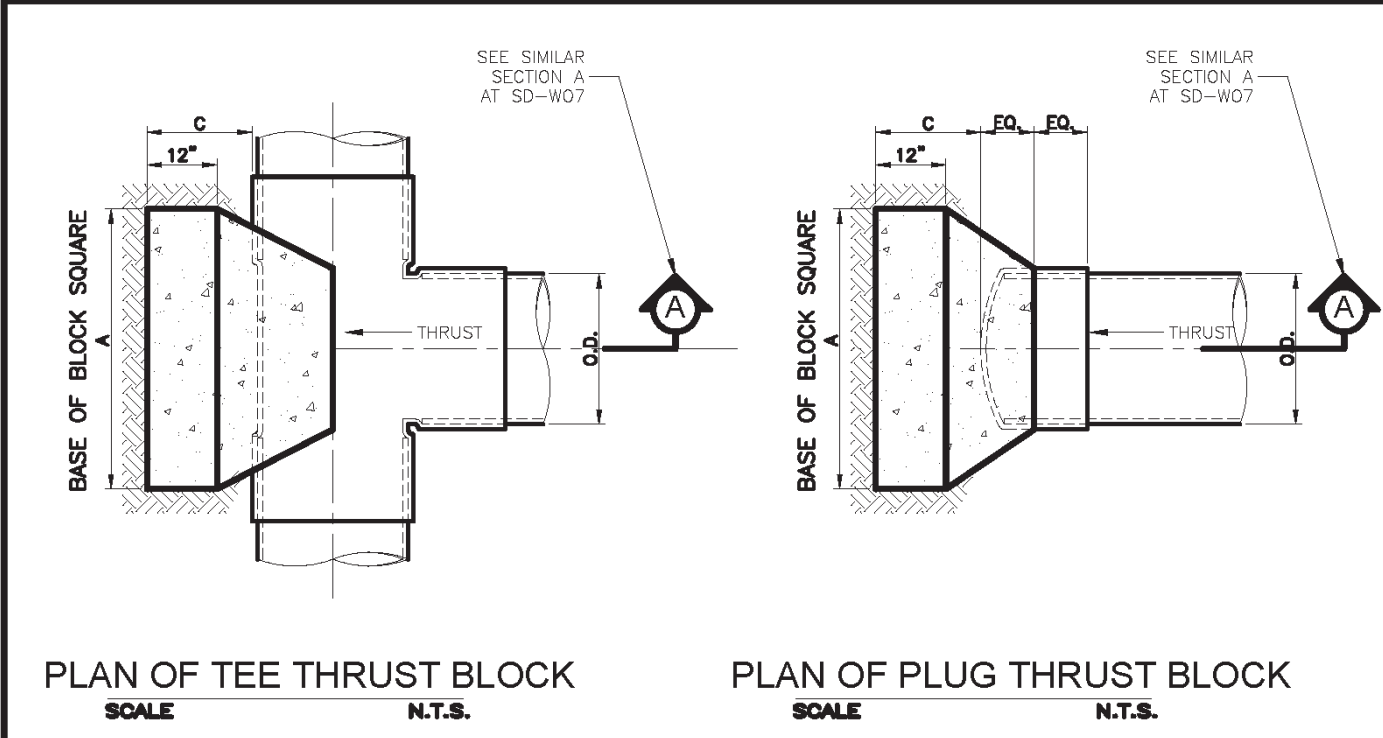 SEE SIMILAR
SECTION A
AT SD-W07
C
12"
BASE OF BLOCK SQUARE
A
THRUST
O.D.
A
PLAN OF TEE THRUST BLOCK
SCALE N.T.S.
SEE SIMILAR
SECTION A
AT SD-W07
C EQ. EQ.
12"
BASE OF BLOCK SQUARE
A
THRUST
O.D.
A
PLAN OF PLUG THRUST BLOCK
SCALE N.T.S.